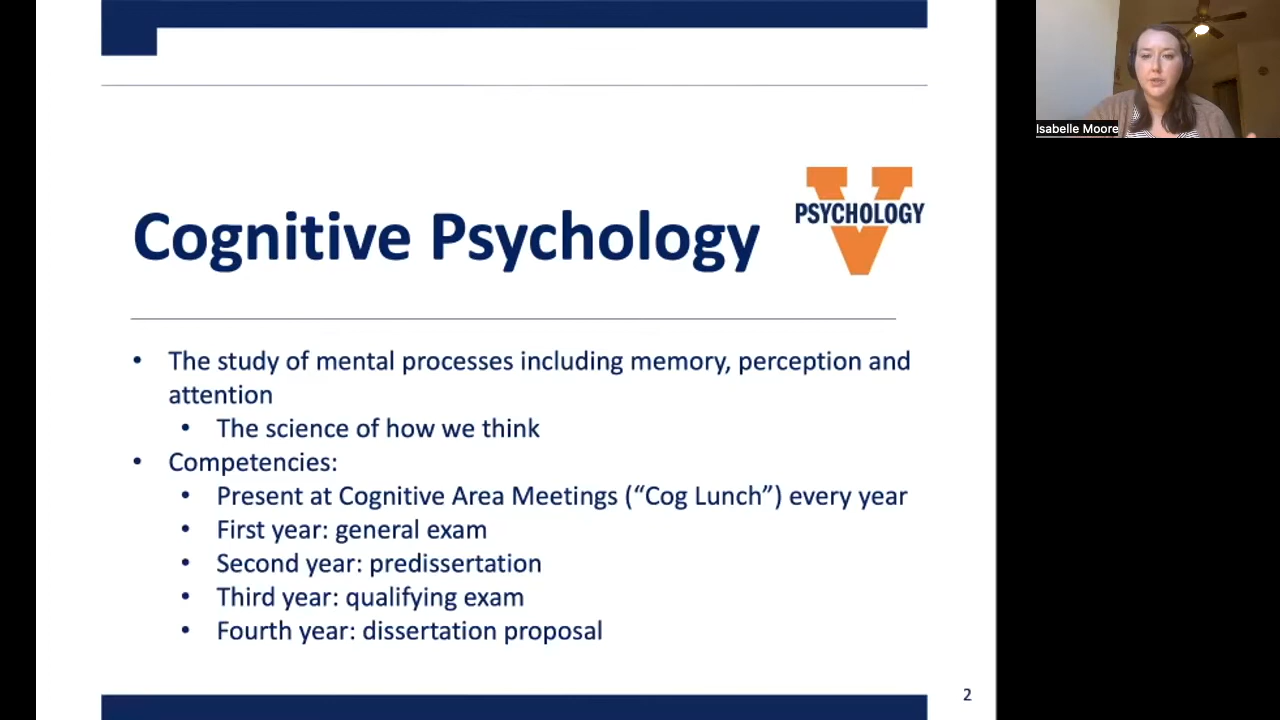 Isabelle Moore
PSYCHOLOGY
Cognitive Psychology
• The study of mental processes including memory, perception and
attention
• The science of how we think
• Competencies:
• Present at Cognitive Area Meetings (“Cog Lunch”) every year
• First year: general exam
• Second year: predissertation
• Third year: qualifying exam
• Fourth year: dissertation proposal
2